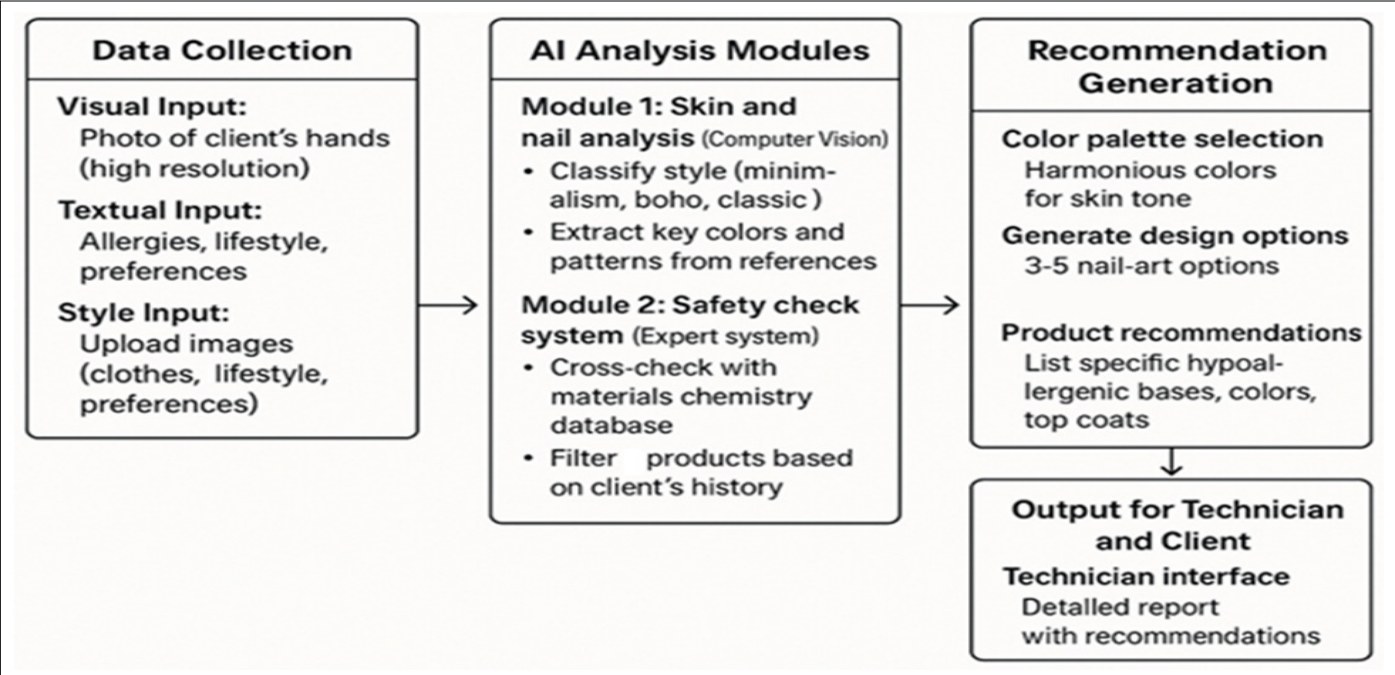 Data Collection
Visual Input:
Photo of client's hands
(high resolution)
Textual Input:
Allergies, lifestyle,
preferences
Style Input:
Upload images
(clothes, lifestyle,
preferences)
AI Analysis Modules
Module 1: Skin and
nail analysis (Computer Vision)
• Classify style (minim-
alism, boho, classic )
• Extract key colors and
patterns from references
Module 2: Safety check
system (Expert system)
• Cross-check with
materials chemistry
database
• Filter products based
on client's history
Recommendation
Generation
Color palette selection
Harmonious colors
for skin tone
Generate design options
3-5 nail-art options
Product recommendations
List specific hypoal-
lergenic bases, colors,
top coats
Output for Technician
and Client
Technician interface
Detailed report
with recommendations